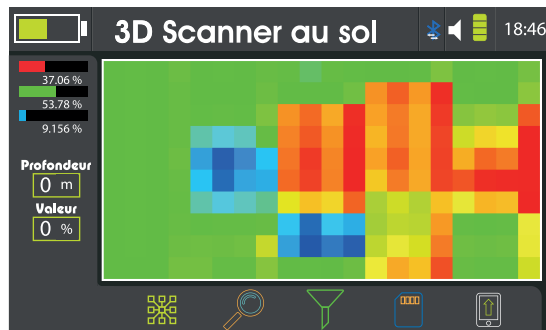 3D Scanner au sol
18:46
37.06 %
53.78 %
9.156 %
Profondeur
0 m
Valeur
0 %